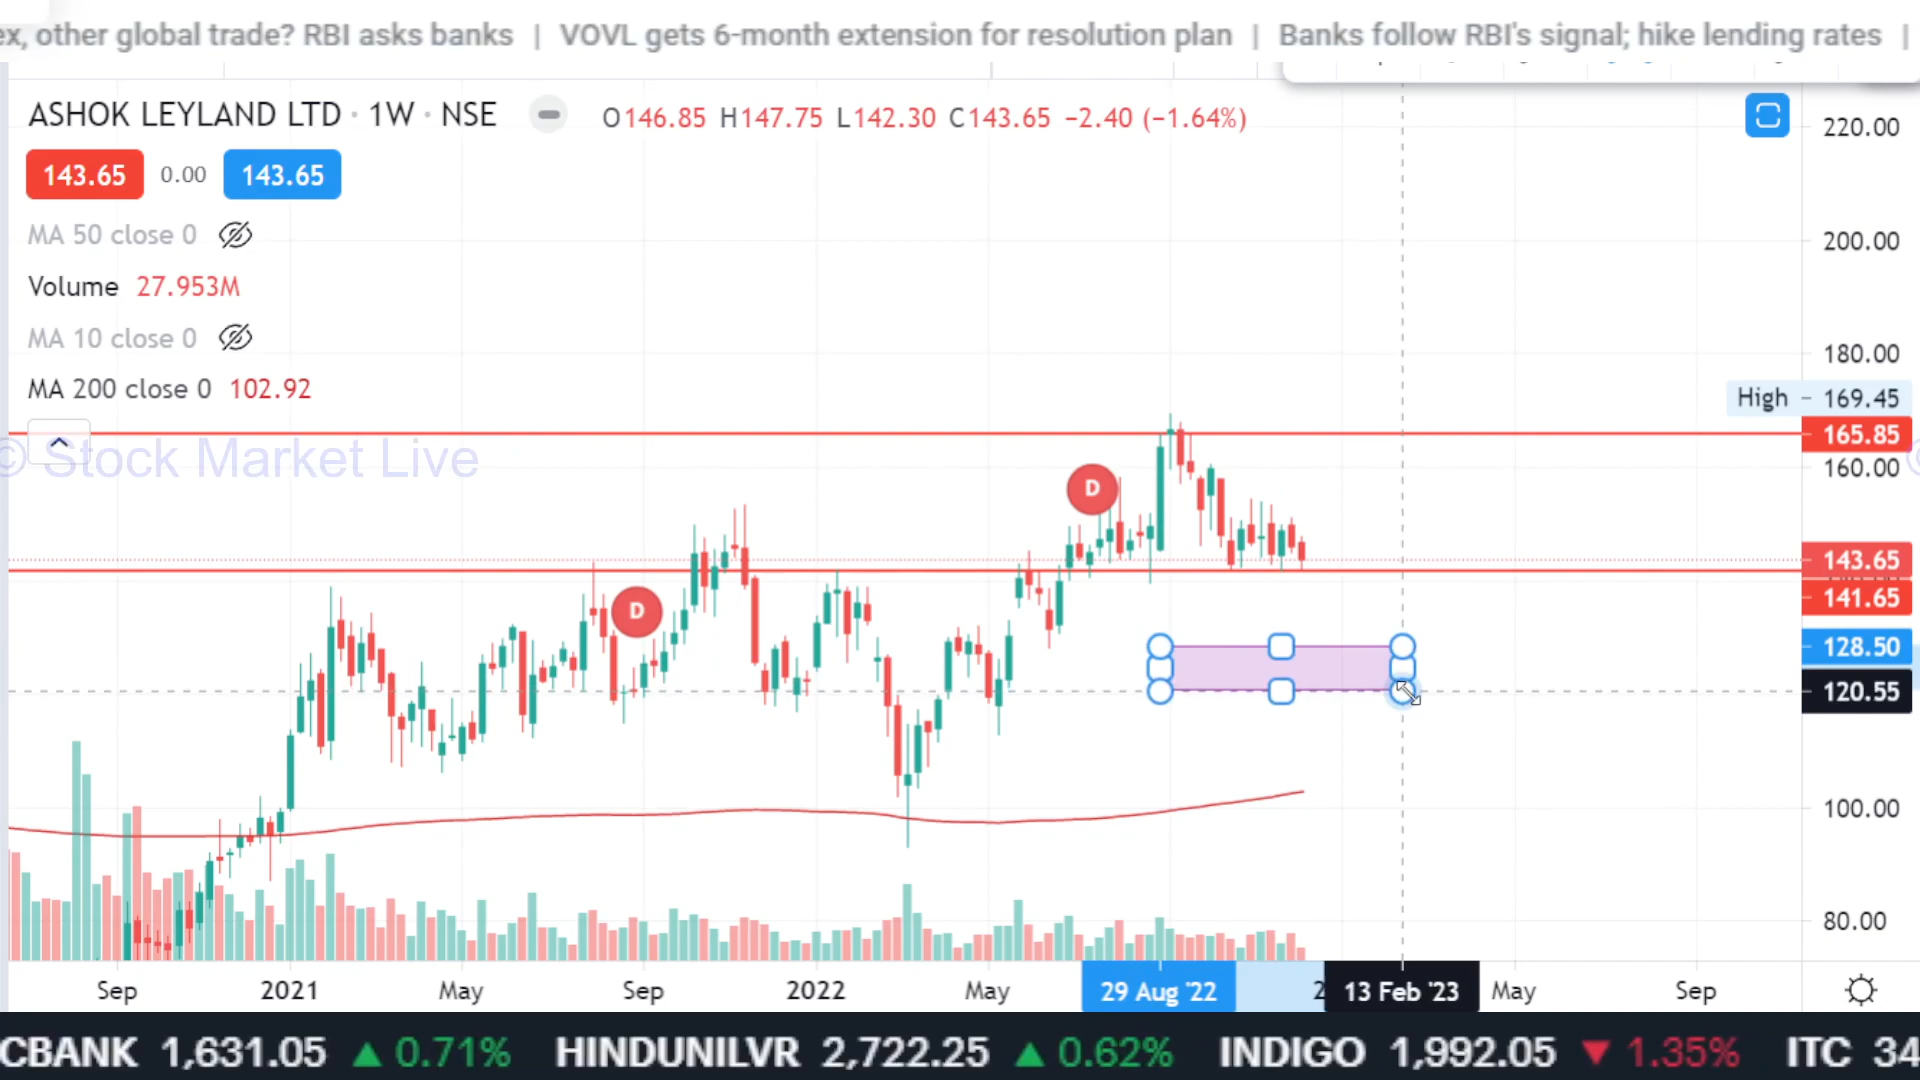 ex, other global trade? RBI asks banks | VOVL gets 6-month extension for resolution plan | Banks follow RBI's signal; hike lending rates |
ASHOK LEYLAND LTD · 1W · NSE O146.85 H147.75 L142.30 C143.65 −2.40 (−1.64%)
143.65 0.00 143.65
MA 50 close 0
Volume 27.953M
MA 10 close 0
MA 200 close 0 102.92
© Stock Market Live
220.00
200.00
180.00
High 169.45
165.85
160.00
143.65
141.65
128.50
120.55
100.00
80.00
D
D
Sep 2021 May Sep 2022 May 29 Aug '22 2 13 Feb '23 May Sep
CBANK 1,631.05 ▲ 0.71% HINDUNILVR 2,722.25 ▲ 0.62% INDIGO 1,992.05 ▼ 1.35% ITC 34